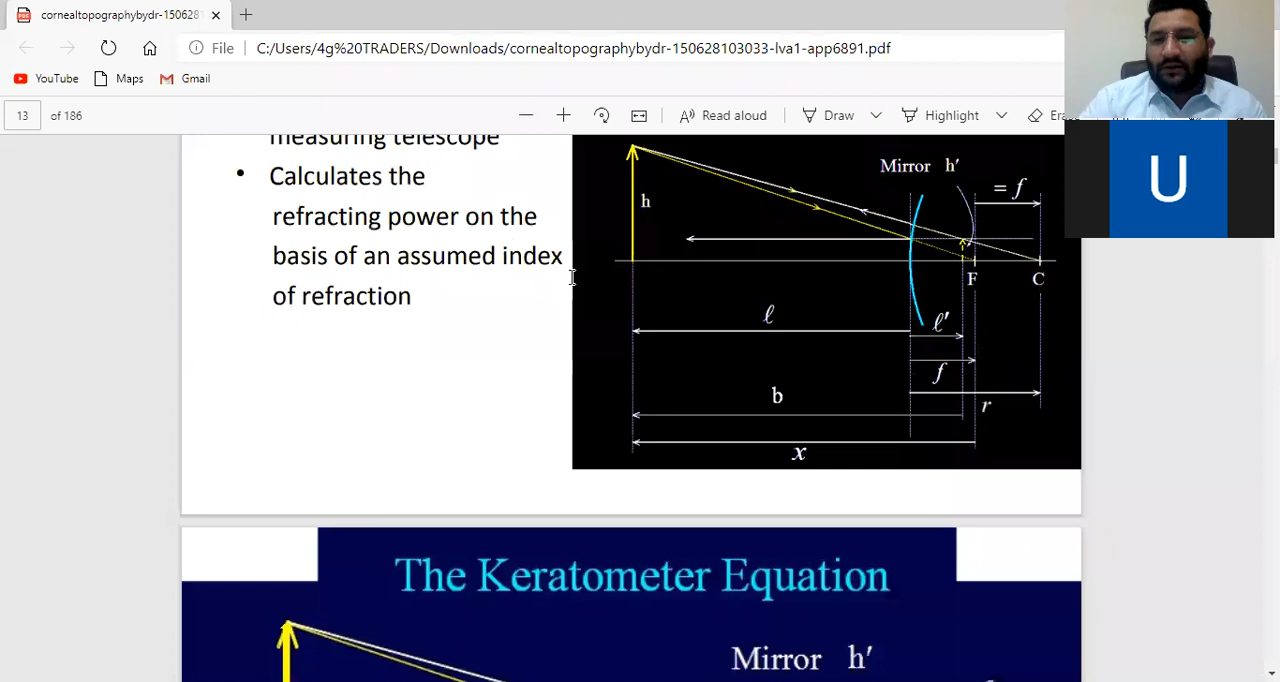 cornealtopographybydr-15062810
File C:/Users/4g%20TRADERS/Downloads/cornealtopographybydr-150628103033-lva1-app6891.pdf
YouTube Maps Gmail
13 of 186 Read aloud Draw Highlight
U
measuring telescope
• Calculates the
refracting power on the
basis of an assumed index
of refraction
Mirror h′
= f
h
F C
ℓ ℓ′
f
b r
x
The Keratometer Equation
Mirror h′